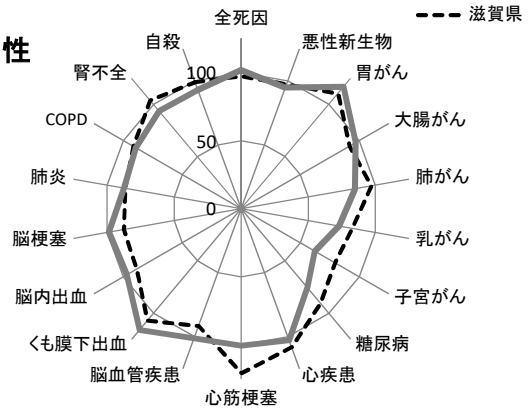 全死因
滋賀県
性
自殺
悪性新生物
腎不全
100
胃がん
COPD
大腸がん
50
肺炎
肺がん
0
脳梗塞
乳がん
脳内出血
子宮がん
くも膜下出血
糖尿病
脳血管疾患
心疾患
心筋梗塞